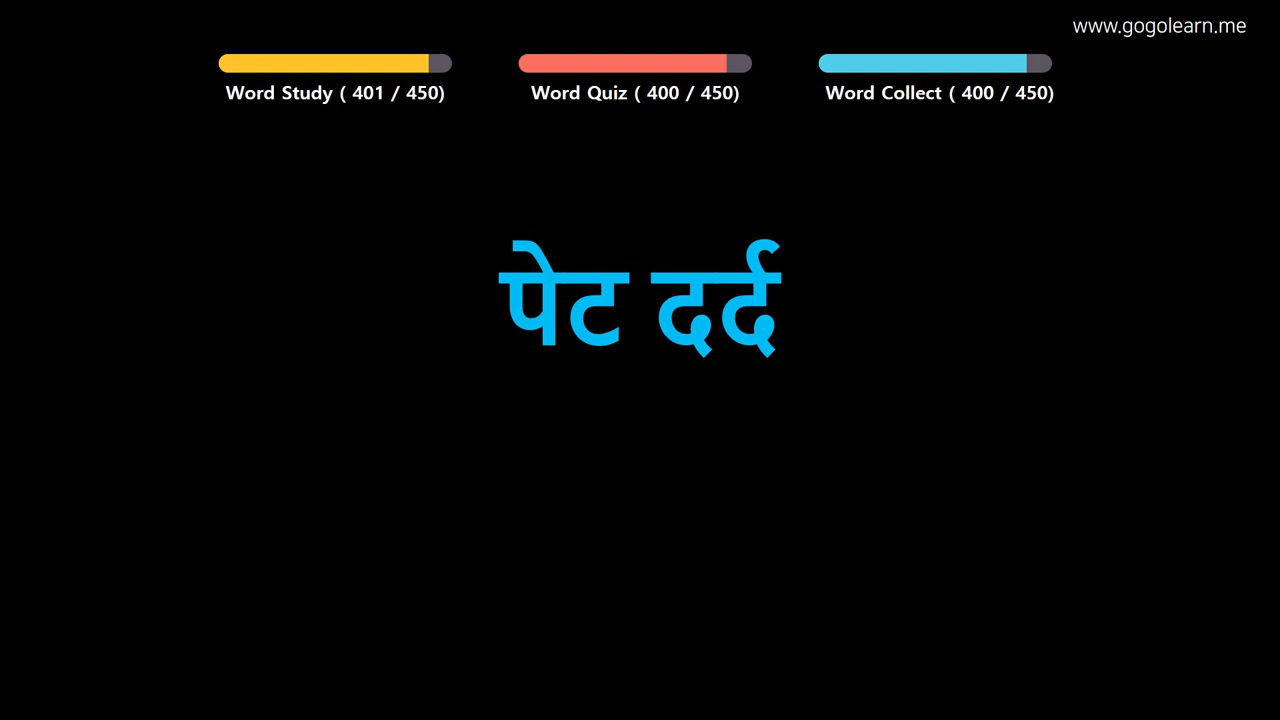 www.gogolearn.me
Word Study ( 401 / 450) Word Quiz ( 400 / 450) Word Collect ( 400 / 450)
पेट दर्द